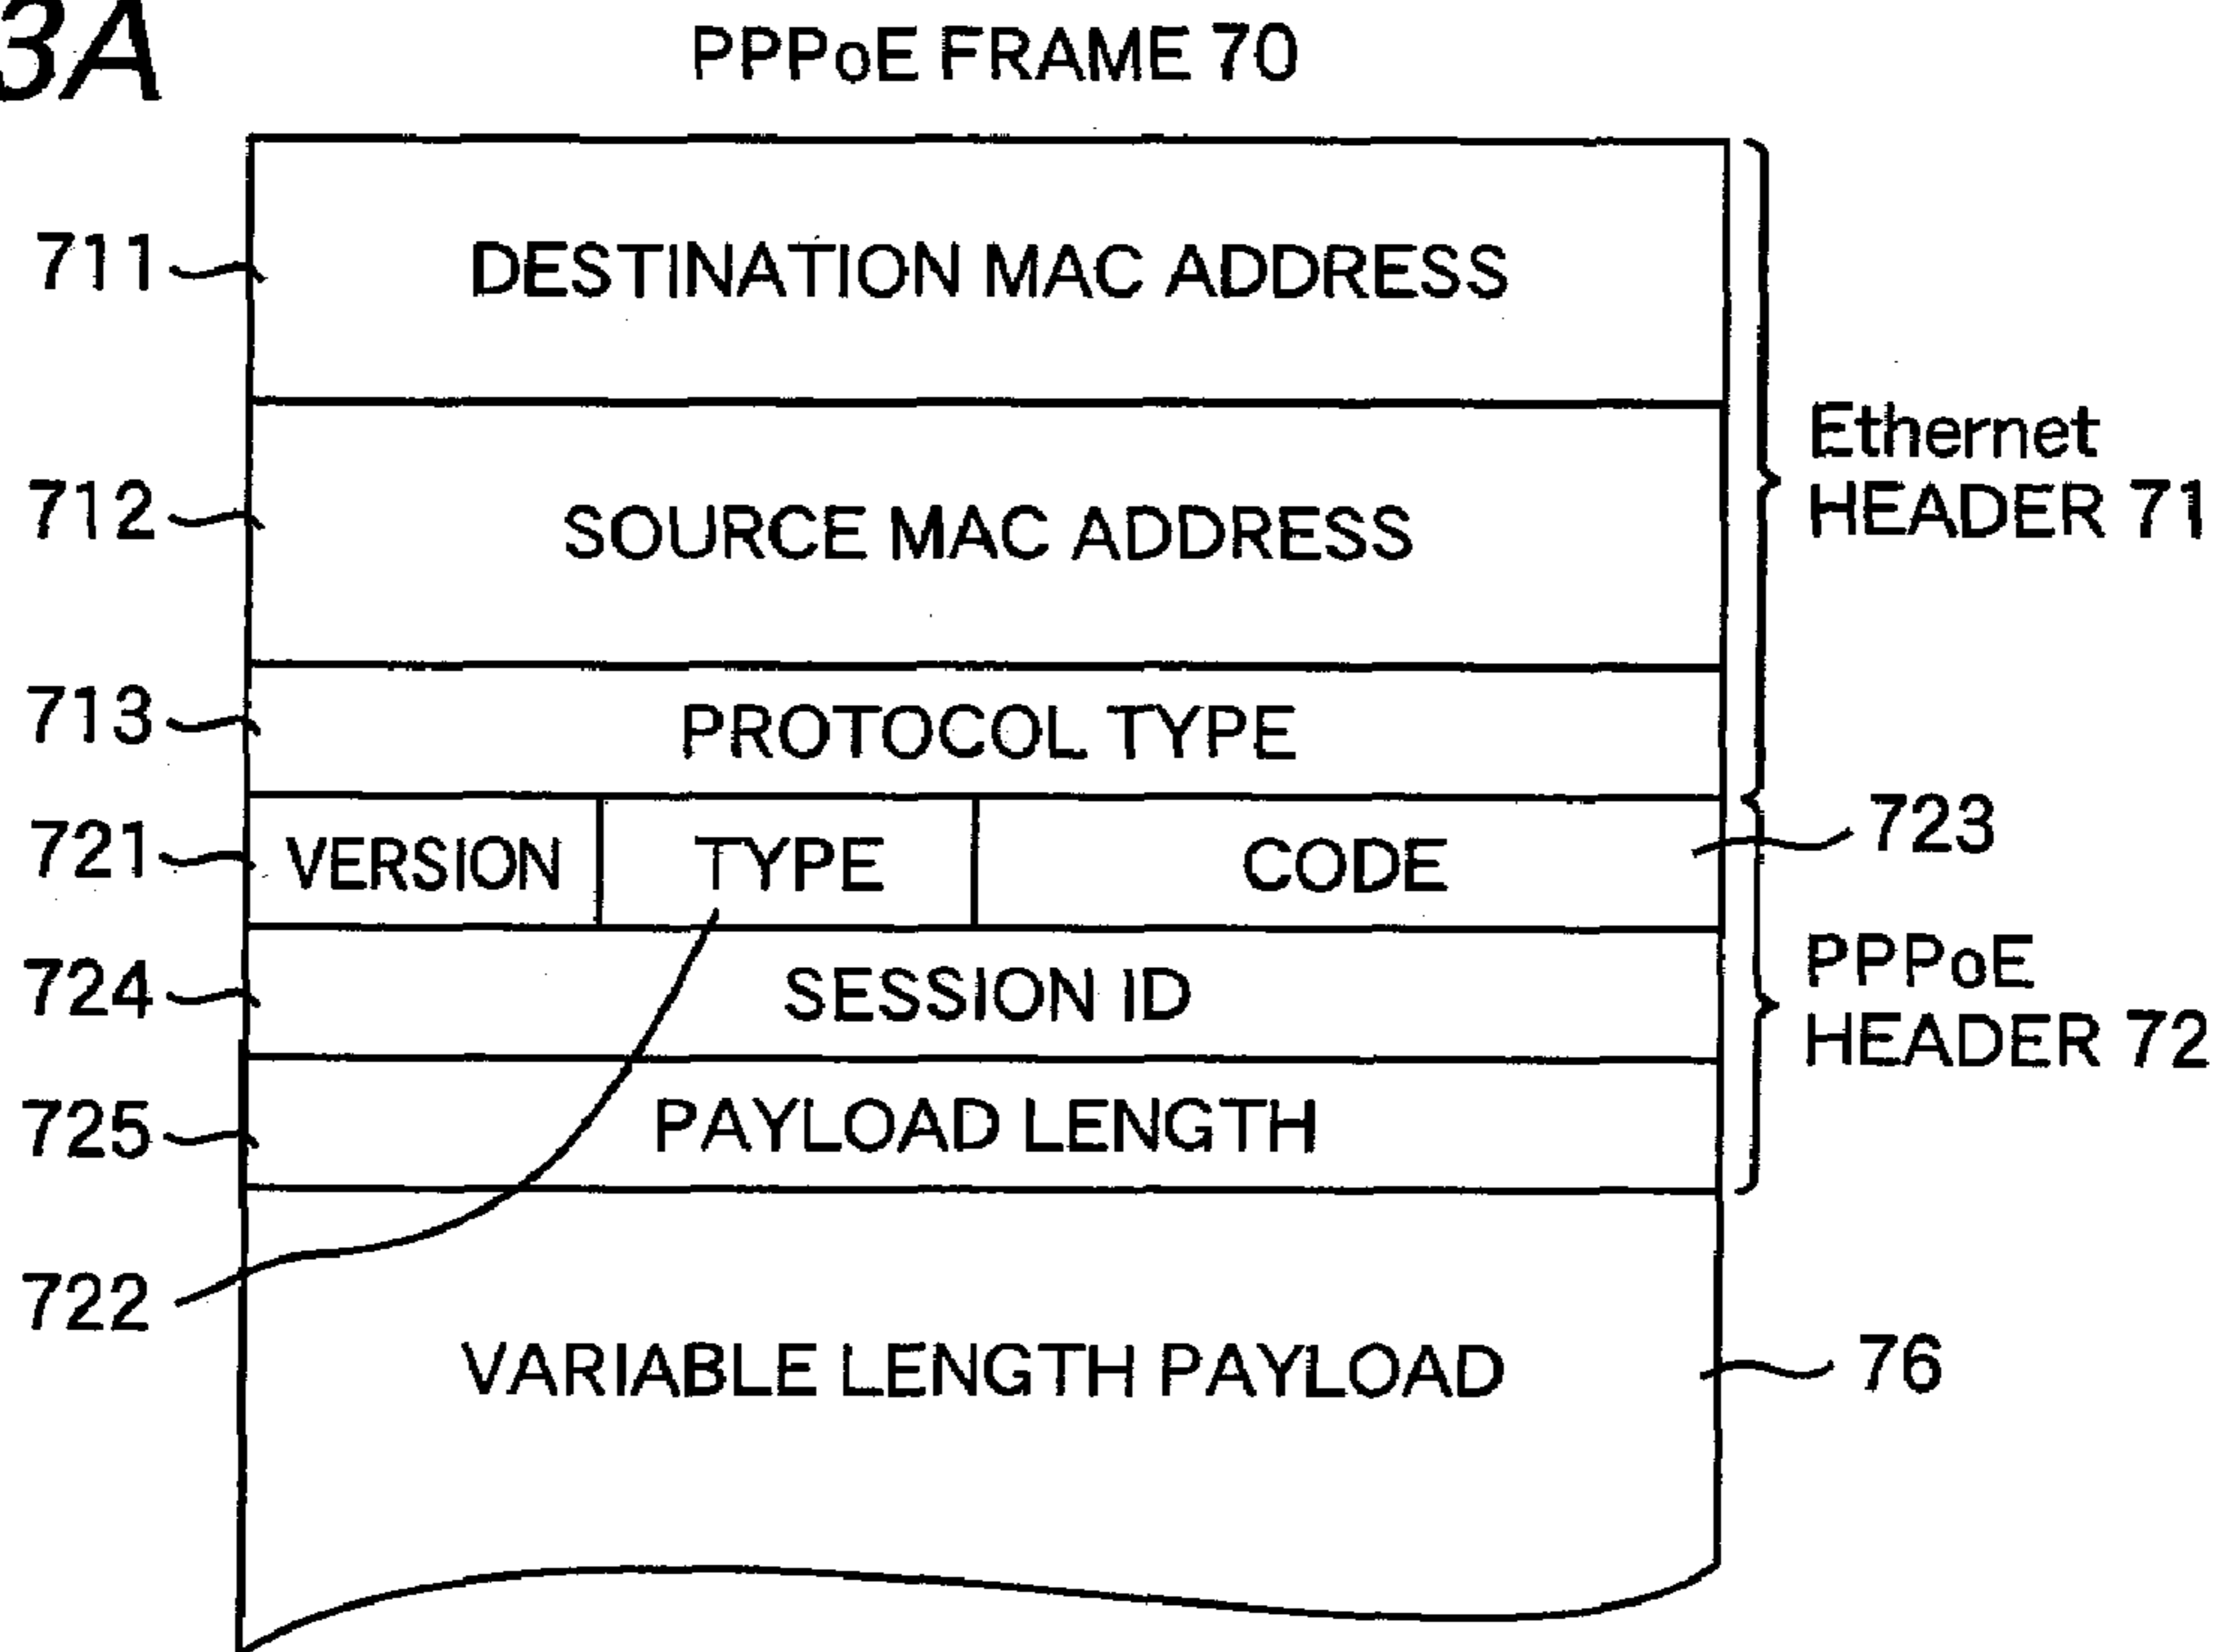 3A
PPPoE FRAME 70
711
DESTINATION MAC ADDRESS
712
SOURCE MAC ADDRESS
Ethernet
HEADER 71
713
PROTOCOL TYPE
721
VERSION
TYPE
CODE
723
724
SESSION ID
PPPoE
HEADER 72
725
PAYLOAD LENGTH
722
VARIABLE LENGTH PAYLOAD
76